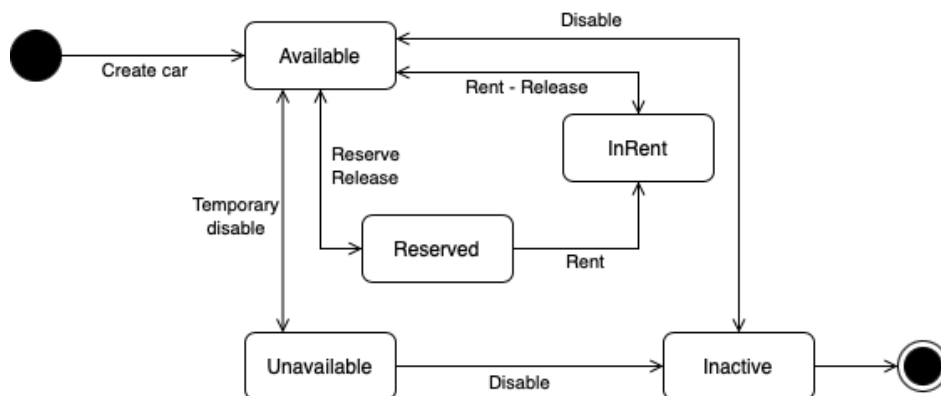 Disable
Available
Create car
Rent - Release
InRent
Reserve
Release
Temporary
disable
Reserved
Rent
Unavailable
Inactive
Disable